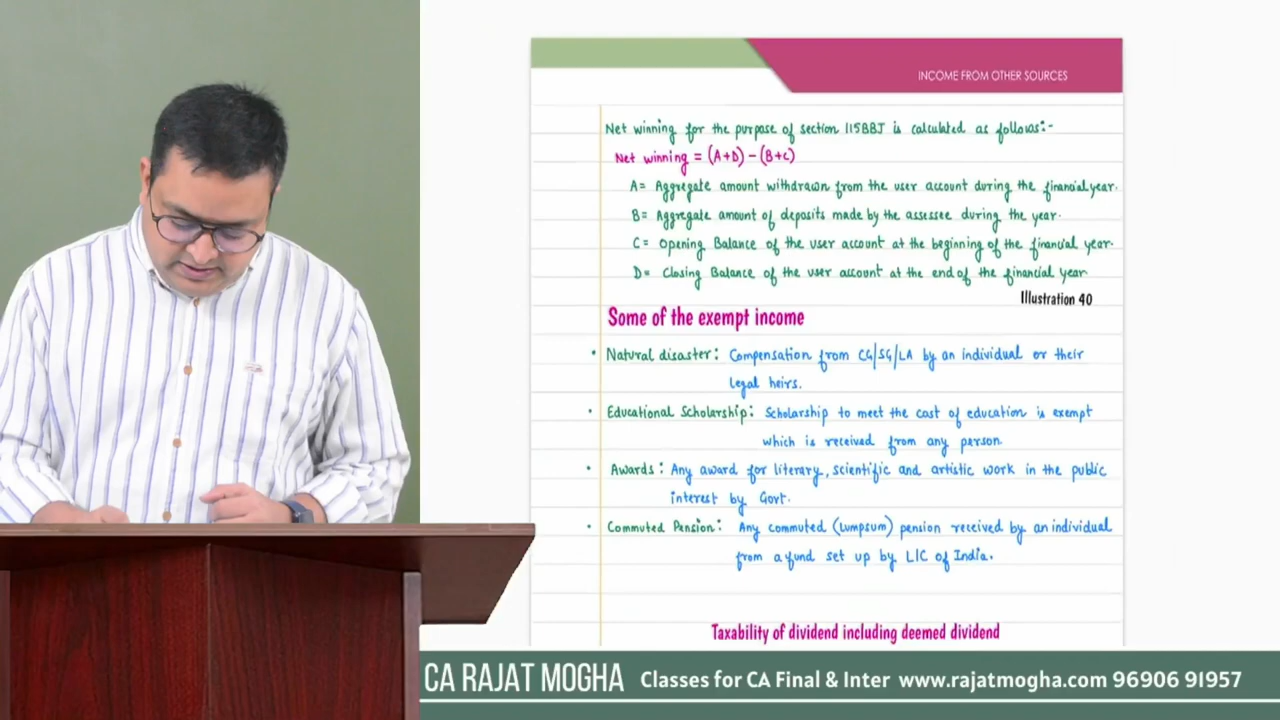 INCOME FROM OTHER SOURCES
Net winning for the purpose of section 115BBJ is calculated as follows:-
Net winning = (A+D) - (B+C)
A= Aggregate amount withdrawn from the user account during the financial year.
B= Aggregate amount of deposits made by the assessee during the year.
C= Opening Balance of the user account at the beginning of the financial year.
D= Closing Balance of the user account at the end of the financial year.
Illustration 40
Some of the exempt income
• Natural disaster: Compensation from CG/SG/LA by an individual or their
legal heirs.
• Educational Scholarship: Scholarship to meet the cost of education is exempt
which is received from any person
• Awards: Any award for literary, scientific and artistic work in the public
interest by Govt.
• Commuted Pension: Any commuted (Lumpsum) pension received by an individual
from a fund set up by LIC of India.
Taxability of dividend including deemed dividend
CA RAJAT MOGHA Classes for CA Final & Inter www.rajatmogha.com 96906 91957